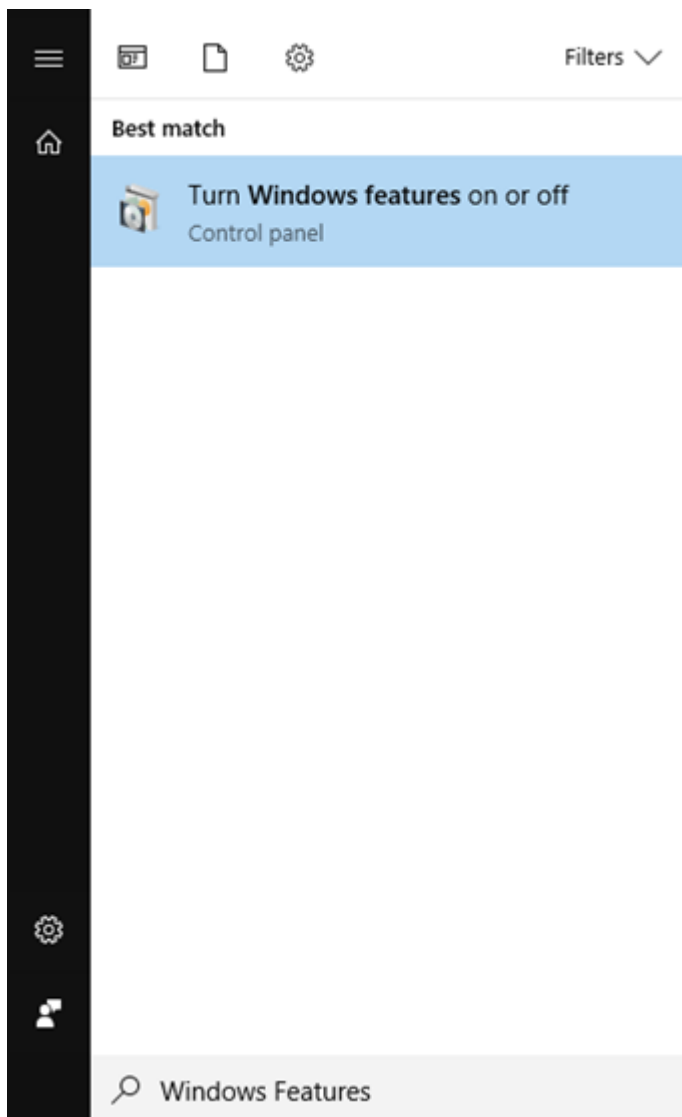 Filters
Best match
Turn Windows features on or off
Control panel
Windows Features